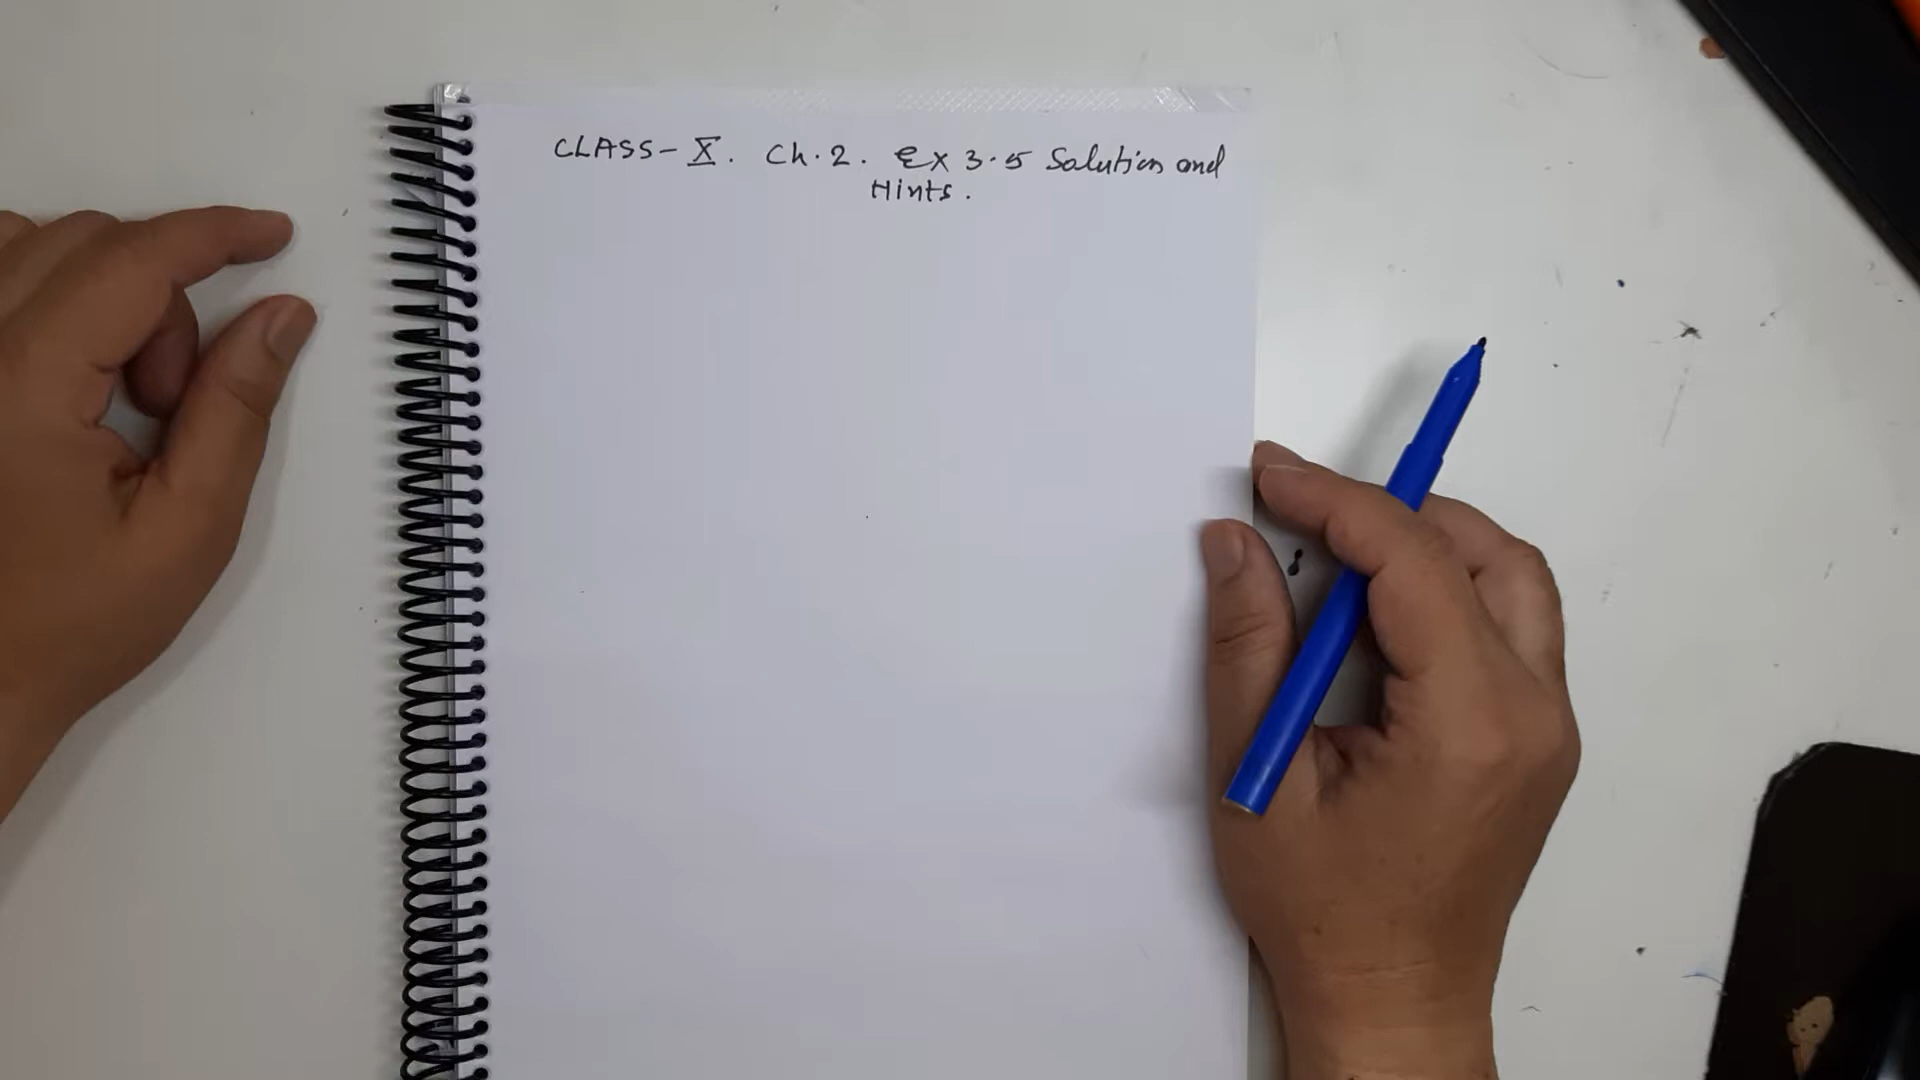 CLASS-X. Ch.2. Ex 3.5 Solution and
Hints.